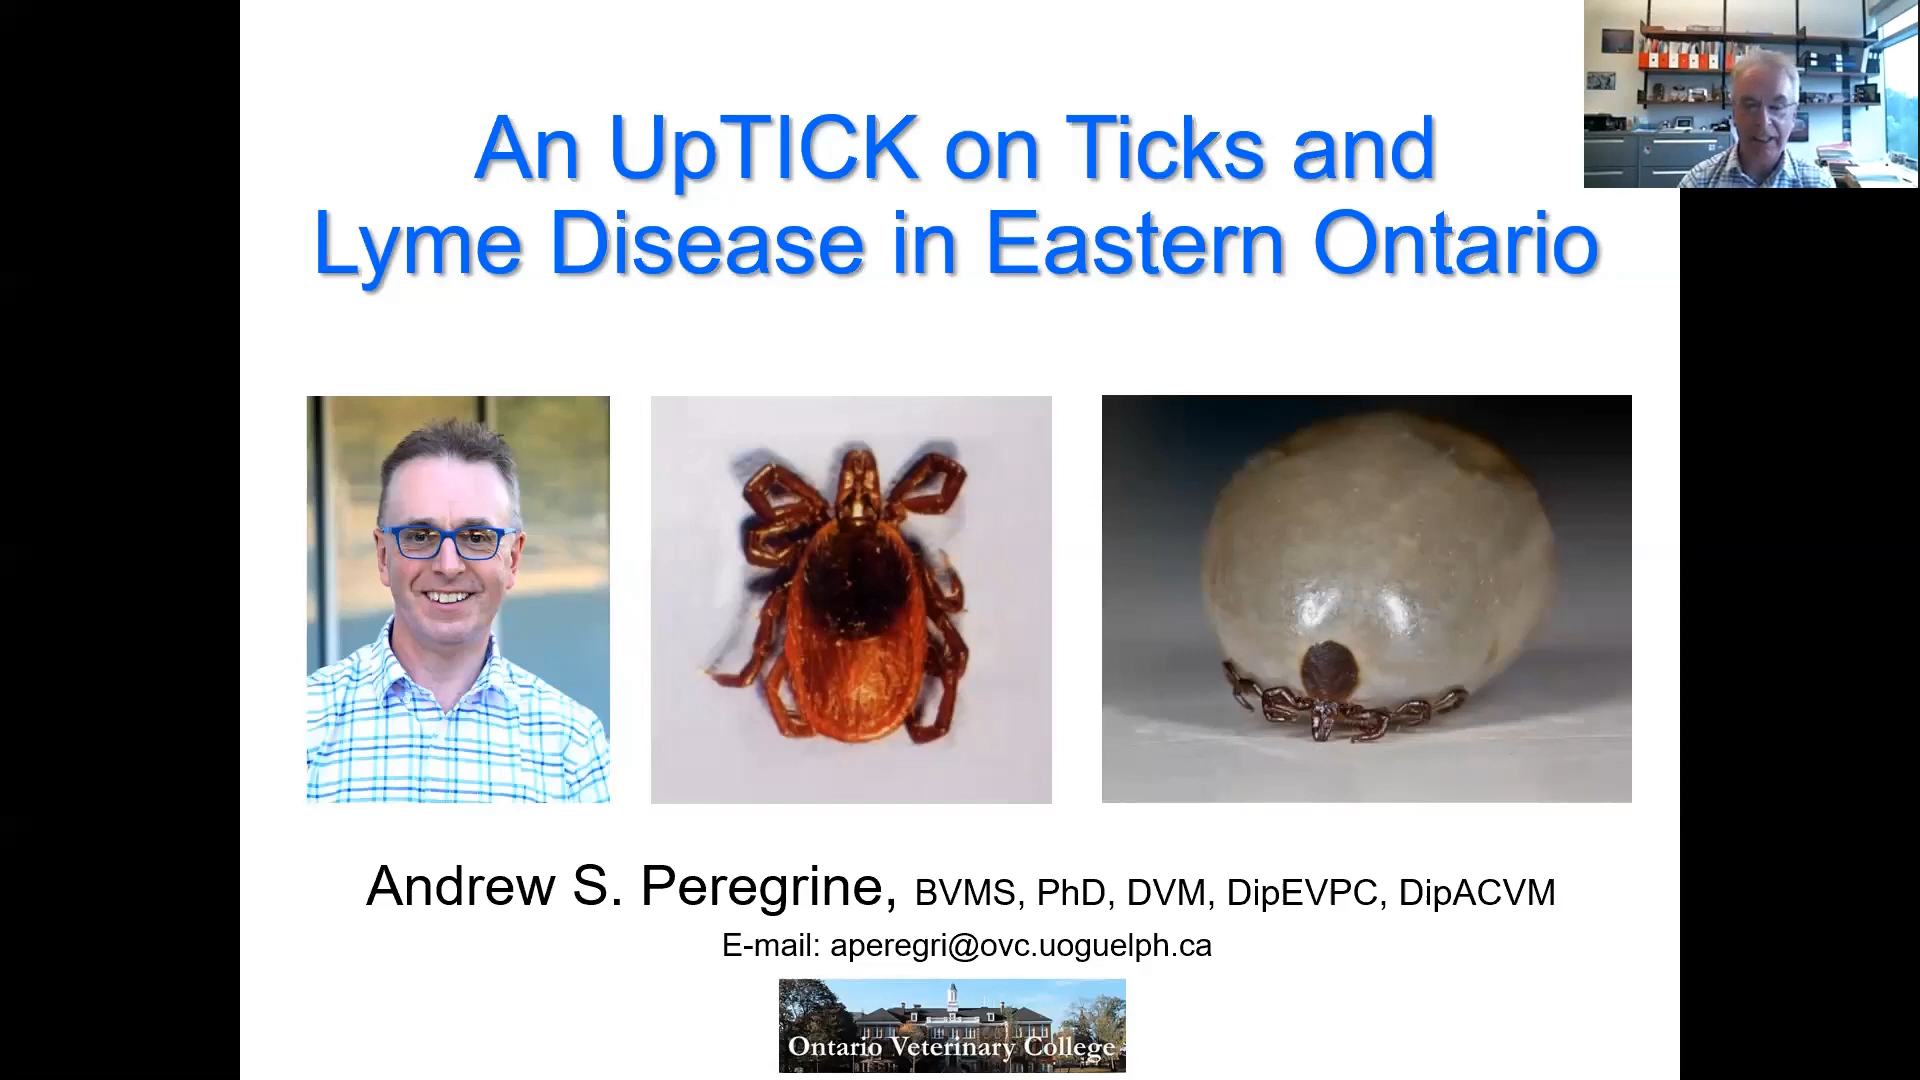 An UpTICK on Ticks and
Lyme Disease in Eastern Ontario
Andrew S. Peregrine, BVMS, PhD, DVM, DipEVPC, DipACVM
E-mail: aperegri@ovc.uoguelph.ca
Ontario Veterinary College